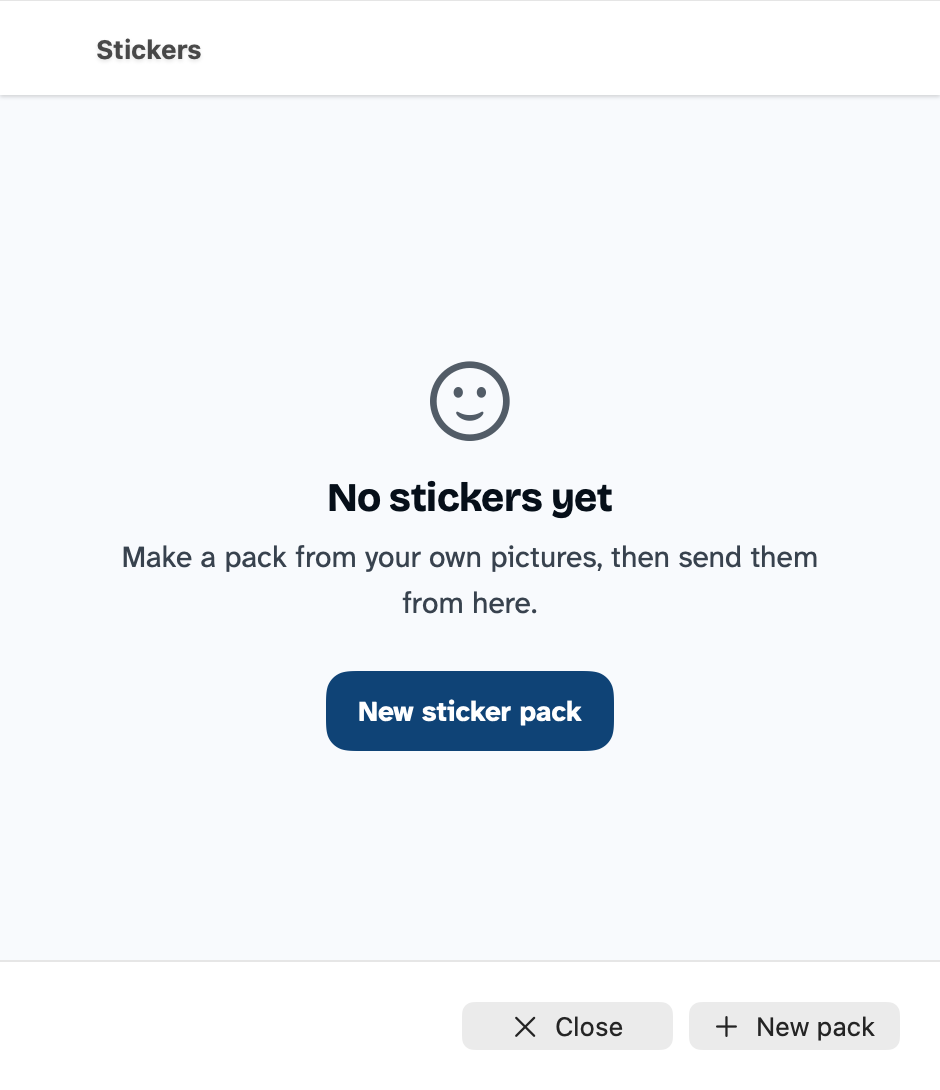 Stickers
No stickers yet
Make a pack from your own pictures, then send them
from here.
New sticker pack
Close
New pack